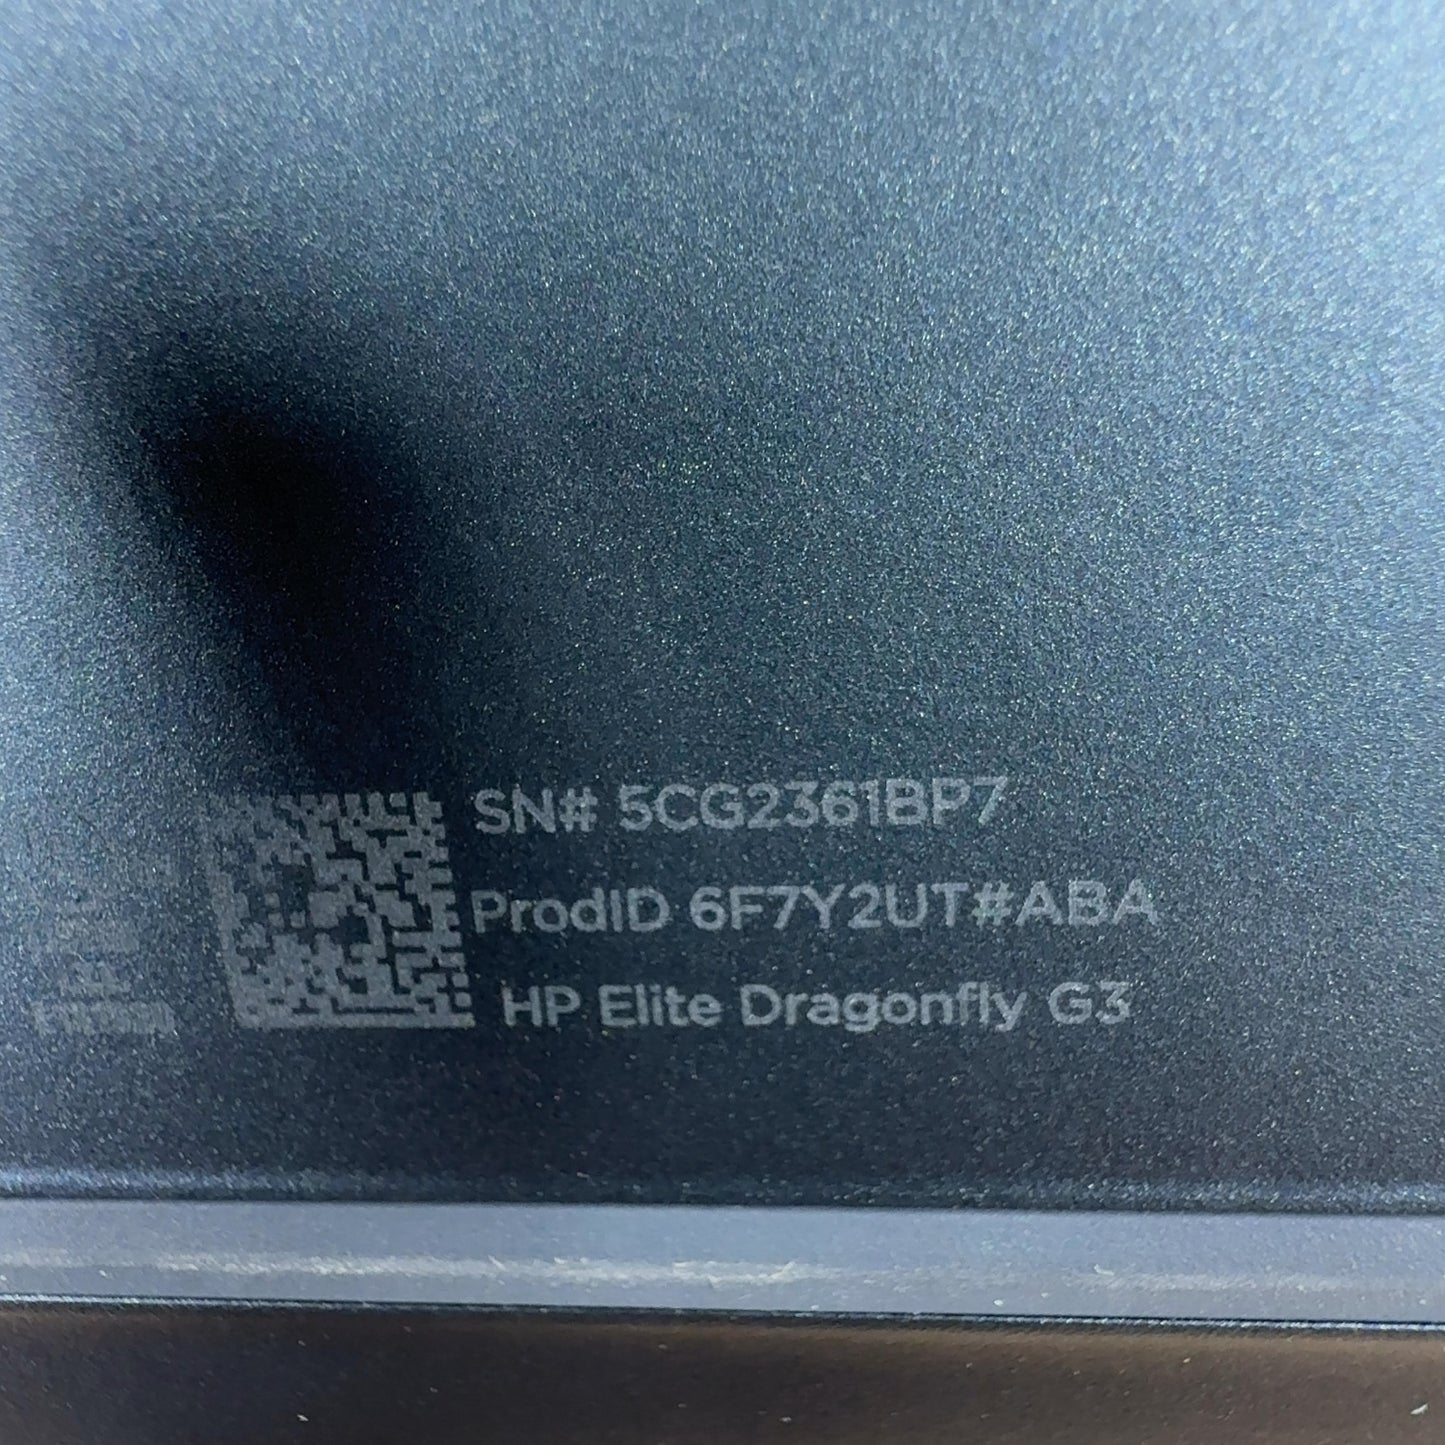 SN# 5CG2361BP7
ProdID 6F7Y2UT#ABA
HP Elite Dragonfly G3